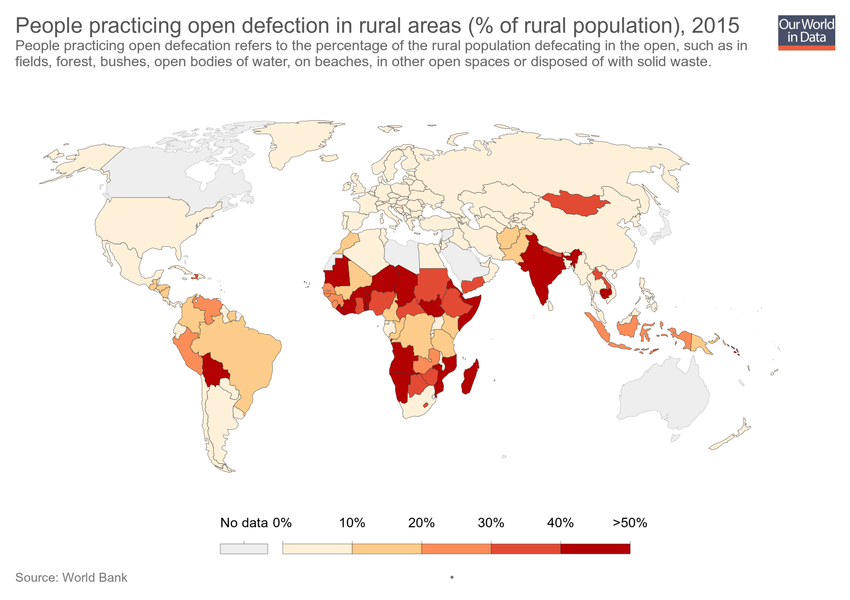 People practicing open defection in rural areas (% of rural population), 2015
Our World
in Data
People practicing open defecation refers to the percentage of the rural population defecating in the open, such as in
fields, forest, bushes, open bodies of water, on beaches, in other open spaces or disposed of with solid waste.
No data 0% 10% 20% 30% 40% >50%
Source: World Bank